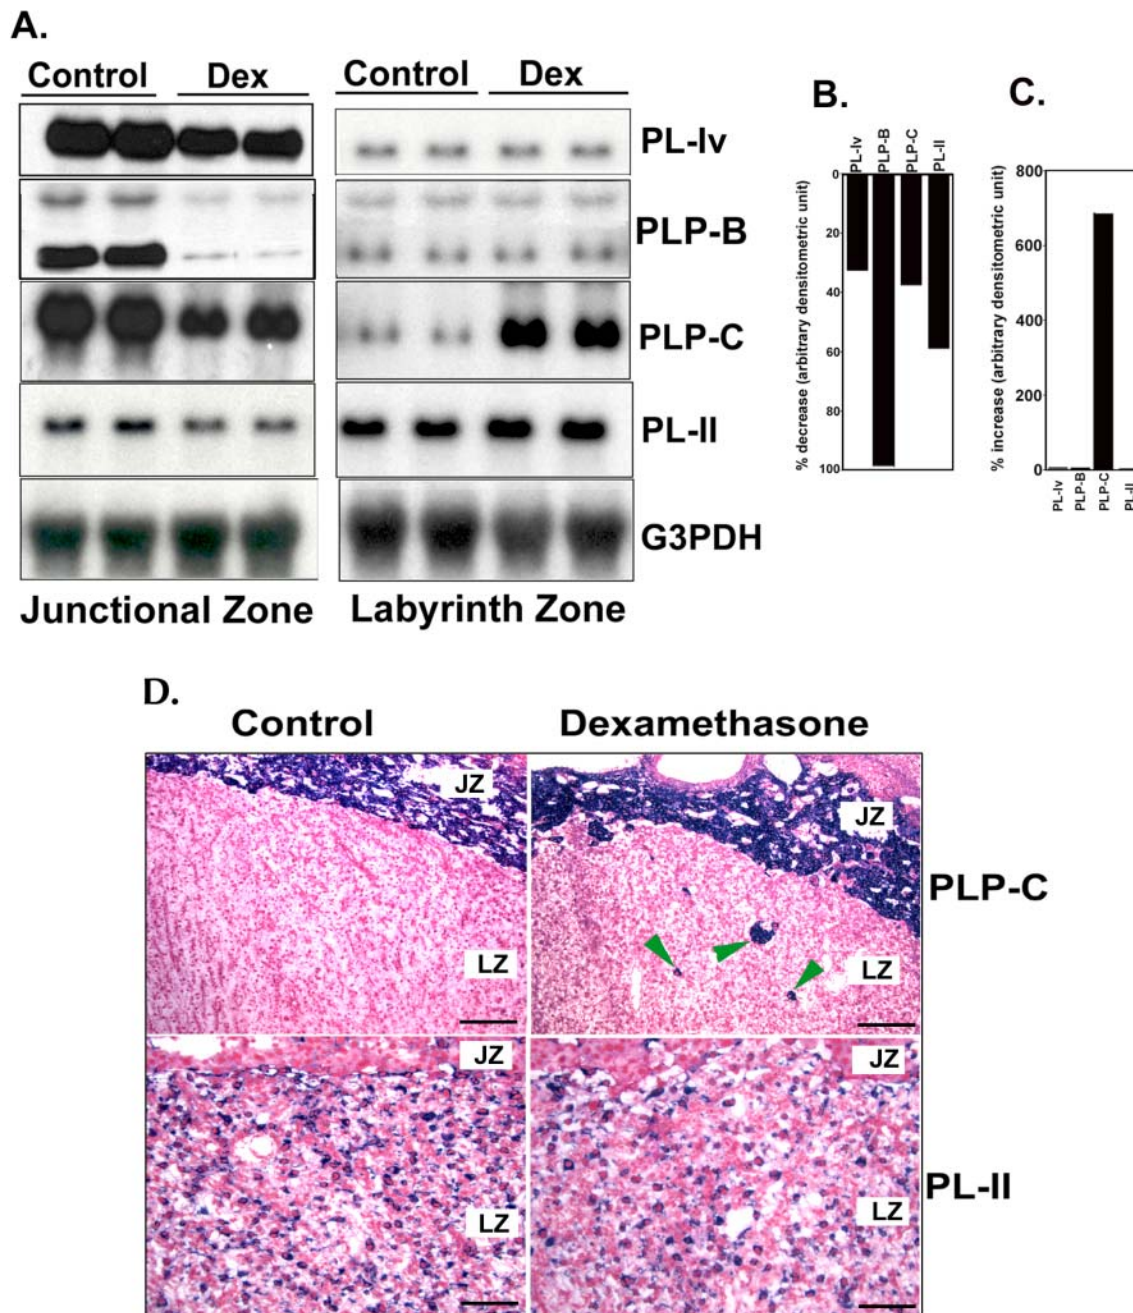 A.
Control Dex Control Dex
PL-Iv
PLP-B
PLP-C
PL-II
G3PDH
Junctional Zone Labyrinth Zone
B.
PL-Iv
PLP-B
PLP-C
PL-II
% decrease (arbitrary densitometric unit)
0
20
40
60
80
100
C.
% increase (arbitrary densitometric unit)
800
600
400
200
0
PL-Iv
PLP-B
PLP-C
PL-II
D.
Control Dexamethasone
JZ JZ
PLP-C
LZ LZ
JZ JZ
PL-II
LZ LZ